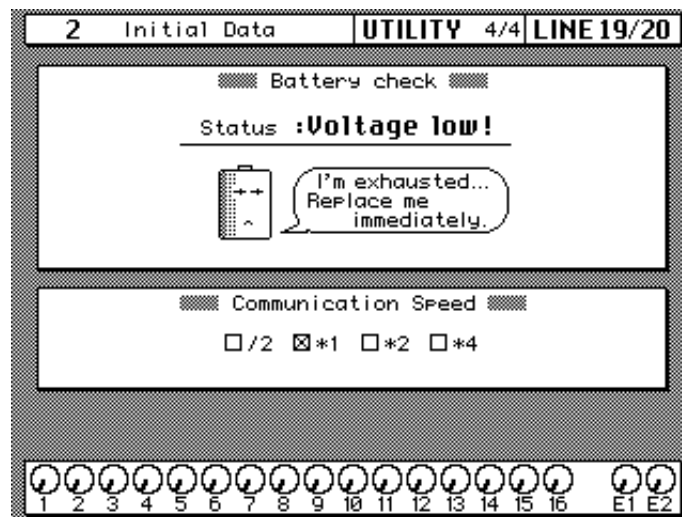 2 Initial Data UTILITY 4/4 LINE 19/20
Battery check
Status :Voltage low!
I'm exhausted...
Replace me
immediately.
Communication Speed
/2 *1 *2 *4
1 2 3 4 5 6 7 8 9 10 11 12 13 14 15 16 E1 E2